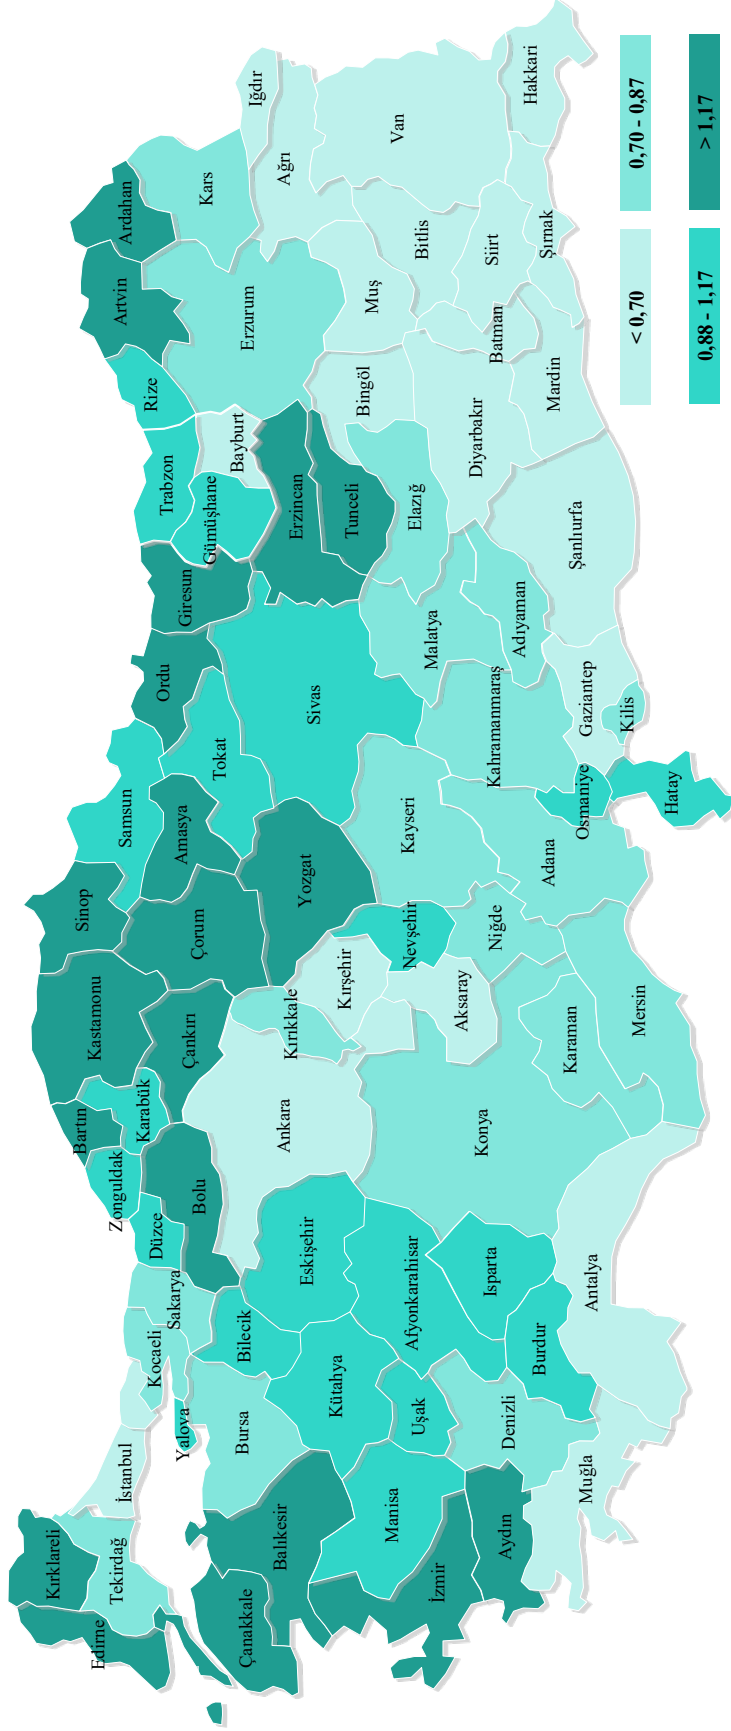 Kırklareli
Edirne
Tekirdağ
İstanbul
Kocaeli
Yalova
Sakarya
Düzce
Zonguldak
Bartın
Karabük
Kastamonu
Sinop
Samsun
Ordu
Giresun
Trabzon
Rize
Artvin
Ardahan
Çanakkale
Balıkesir
Bursa
Bilecik
Bolu
Çankırı
Çorum
Amasya
Tokat
Gümüşhane
Bayburt
Erzurum
Kars
Iğdır
Ağrı
Kütahya
Eskişehir
Ankara
Kırıkkale
Kırşehir
Yozgat
Sivas
Erzincan
Tunceli
Bingöl
Muş
Van
İzmir
Manisa
Uşak
Afyonkarahisar
Konya
Aksaray
Nevşehir
Kayseri
Malatya
Elazığ
Diyarbakır
Batman
Siirt
Bitlis
Hakkari
Şırnak
Aydın
Denizli
Isparta
Burdur
Karaman
Niğde
Adana
Kahramanmaraş
Adıyaman
Şanlıurfa
Mardin
Muğla
Antalya
Mersin
Osmaniye
Gaziantep
Kilis
Hatay
< 0,70
0,70 - 0,87
0,88 - 1,17
> 1,17